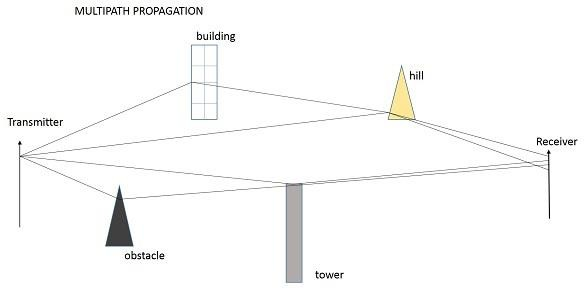 MULTIPATH PROPAGATION
building
hill
Transmitter
Receiver
obstacle
tower